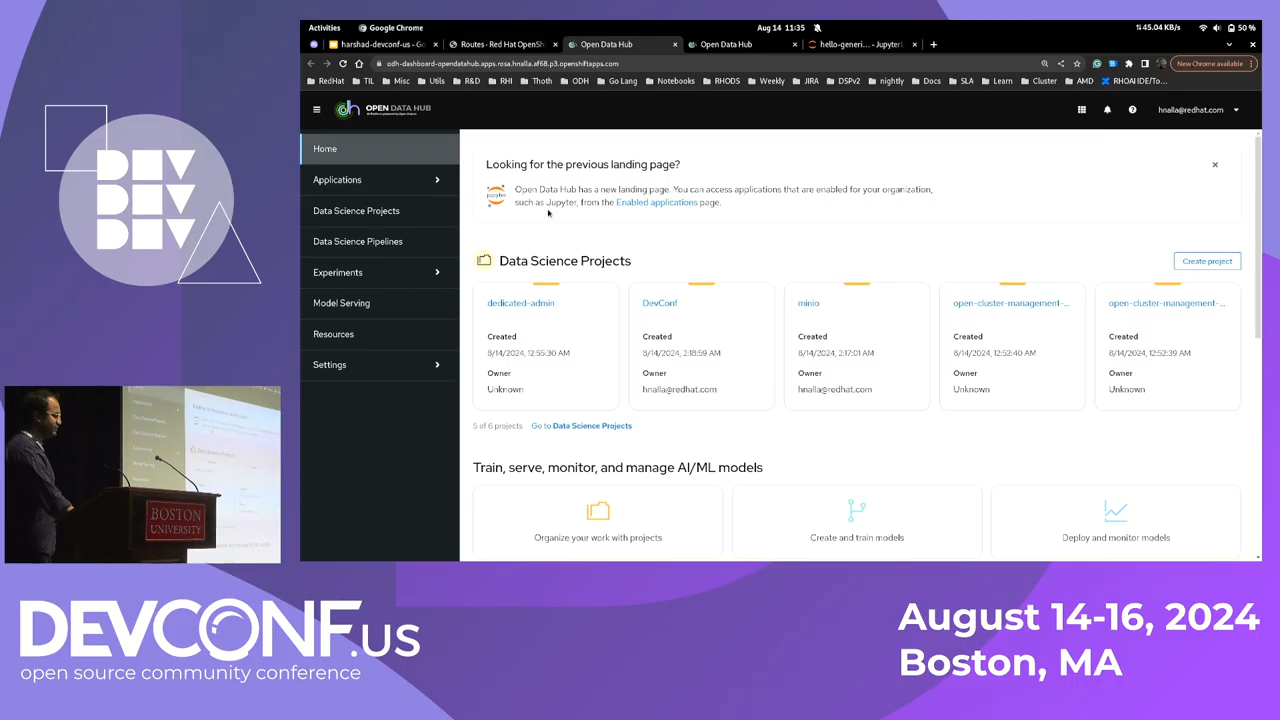 Activities
Google Chrome
Aug 14 11:35
45.04 KB/s
50 %
harshad-devconf-us - Go
Routes · Red Hat OpenSh
Open Data Hub
Open Data Hub
hello-generi... - JupyterL
odh-dashboard-opendatahub.apps.rosa.hnalla.af68.p3.openshiftapps.com
New Chrome available
RedHat
TIL
Misc
Utils
R&D
RHI
Thoth
ODH
Go Lang
Notebooks
RHODS
Weekly
JIRA
DSPv2
nightly
Docs
SLA
Learn
Cluster
AMD
RHOAI IDE/To...
OPEN DATA HUB
hnalla@redhat.com
Home
Applications
Data Science Projects
Data Science Pipelines
Experiments
Model Serving
Resources
Settings
Looking for the previous landing page?
Open Data Hub has a new landing page. You can access applications that are enabled for your organization,
such as Jupyter, from the Enabled applications page.
jupyter
Data Science Projects
Create project
dedicated-admin
Created
8/14/2024, 12:55:30 AM
Owner
Unknown
DevConf
Created
8/14/2024, 2:18:59 AM
Owner
hnalla@redhat.com
minio
Created
8/14/2024, 2:17:01 AM
Owner
hnalla@redhat.com
open-cluster-management-...
Created
8/14/2024, 12:52:40 AM
Owner
Unknown
open-cluster-management-...
Created
8/14/2024, 12:52:39 AM
Owner
Unknown
5 of 6 projects
Go to Data Science Projects
Train, serve, monitor, and manage AI/ML models
Organize your work with projects
Create and train models
Deploy and monitor models
DEV
DEV
DEV
BOSTON
UNIVERSITY
DEVCONF.us
open source community conference
August 14-16, 2024
Boston, MA